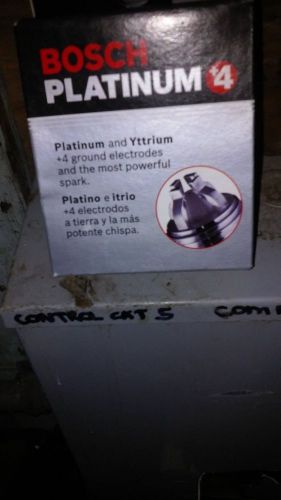 BOSCH
PLATINUM +4
Platinum and Yttrium
+4 ground electrodes
and the most powerful
spark.
Platino e itrio
+4 electrodos
a tierra y la más
potente chispa.
CONTROL CKT 5